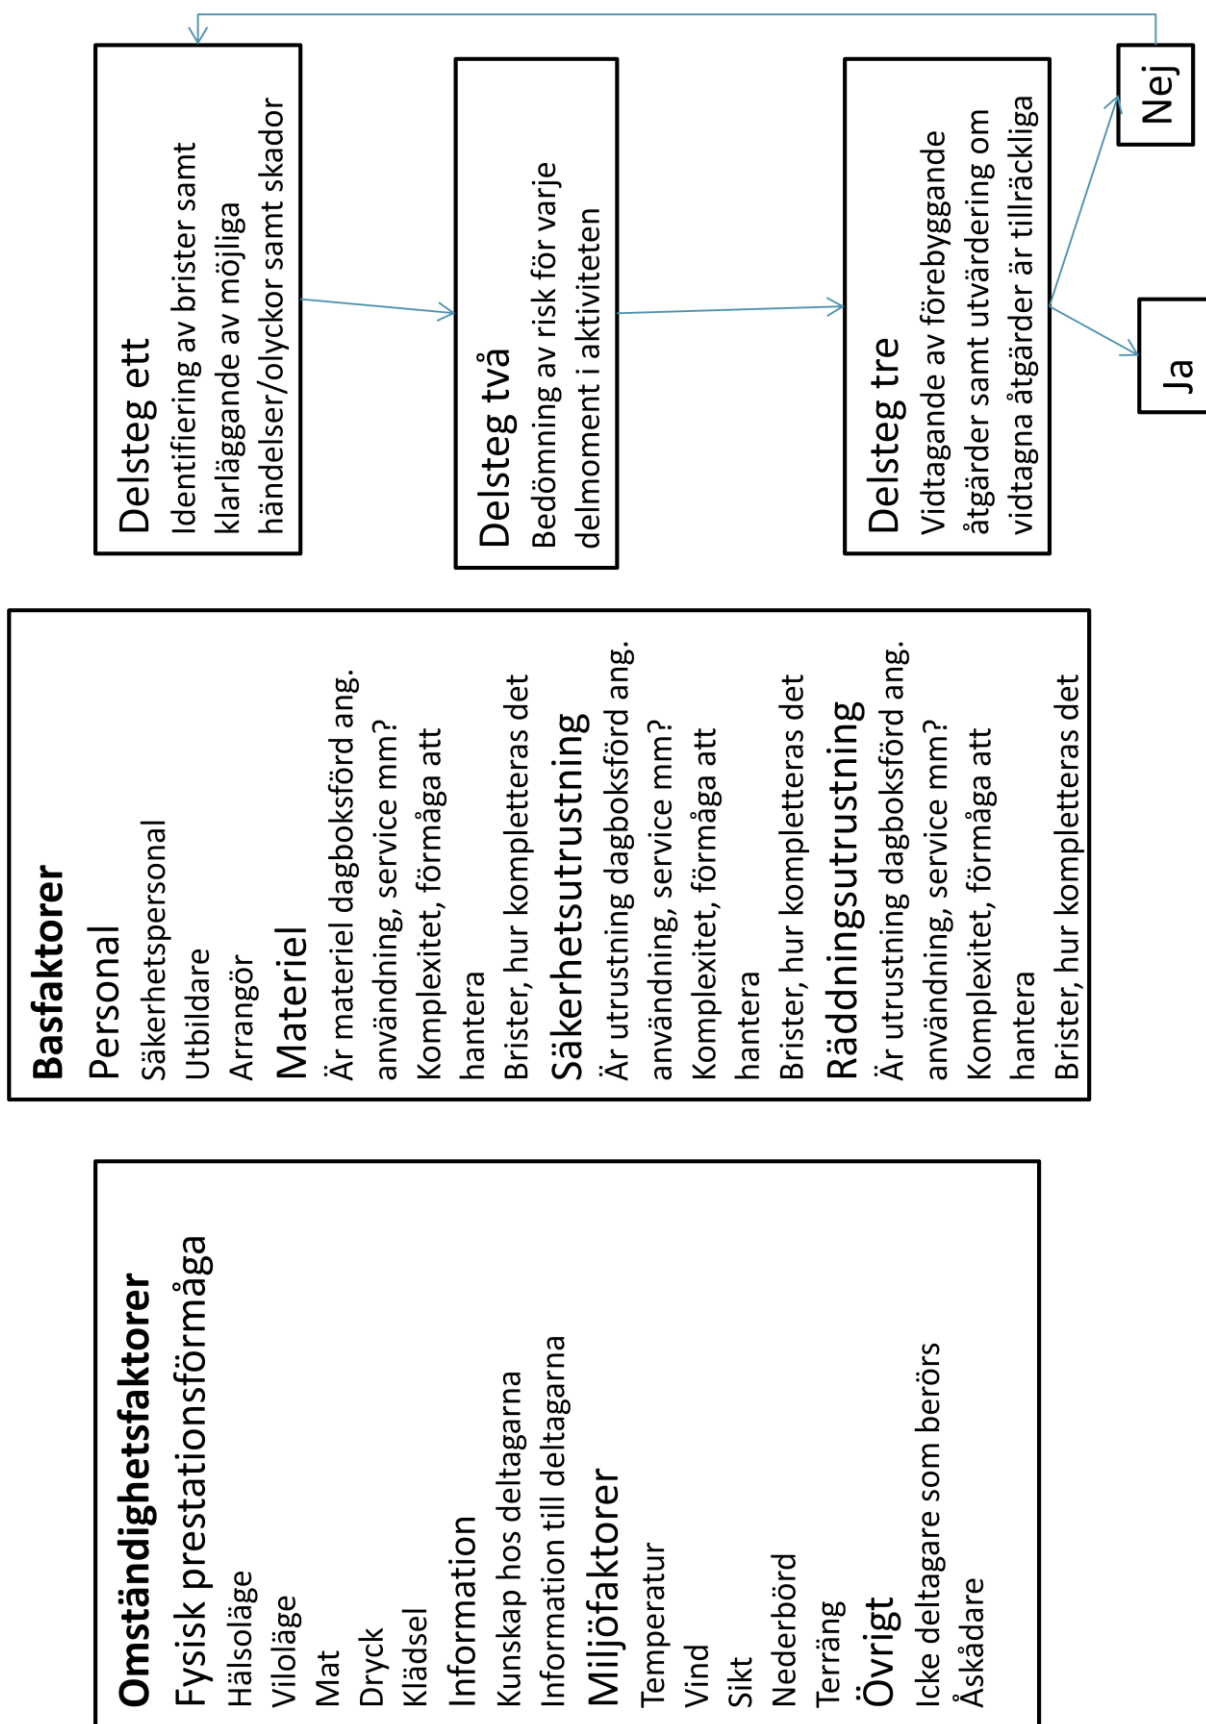 Omständighetsfaktorer
Fysisk prestationsförmåga
Hälsoläge
Viloläge
Mat
Dryck
Klädsel
Information
Kunskap hos deltagarna
Information till deltagarna
Miljöfaktorer
Temperatur
Vind
Sikt
Nederbörd
Terräng
Övrigt
Icke deltagare som berörs
Åskådare
Basfaktorer
Personal
Säkerhetspersonal
Utbildare
Arrangör
Materiel
Är materiel dagboksförd ang.
användning, service mm?
Komplexitet, förmåga att
hantera
Brister, hur kompletteras det
Säkerhetsutrustning
Är utrustning dagboksförd ang.
användning, service mm?
Komplexitet, förmåga att
hantera
Brister, hur kompletteras det
Räddningsutrustning
Är utrustning dagboksförd ang.
användning, service mm?
Komplexitet, förmåga att
hantera
Brister, hur kompletteras det
Delsteg ett
Identifiering av brister samt
klarläggande av möjliga
händelser/olyckor samt skador
Delsteg två
Bedömning av risk för varje
delmoment i aktiviteten
Delsteg tre
Vidtagande av förebyggande
åtgärder samt utvärdering om
vidtagna åtgärder är tillräckliga
Ja
Nej